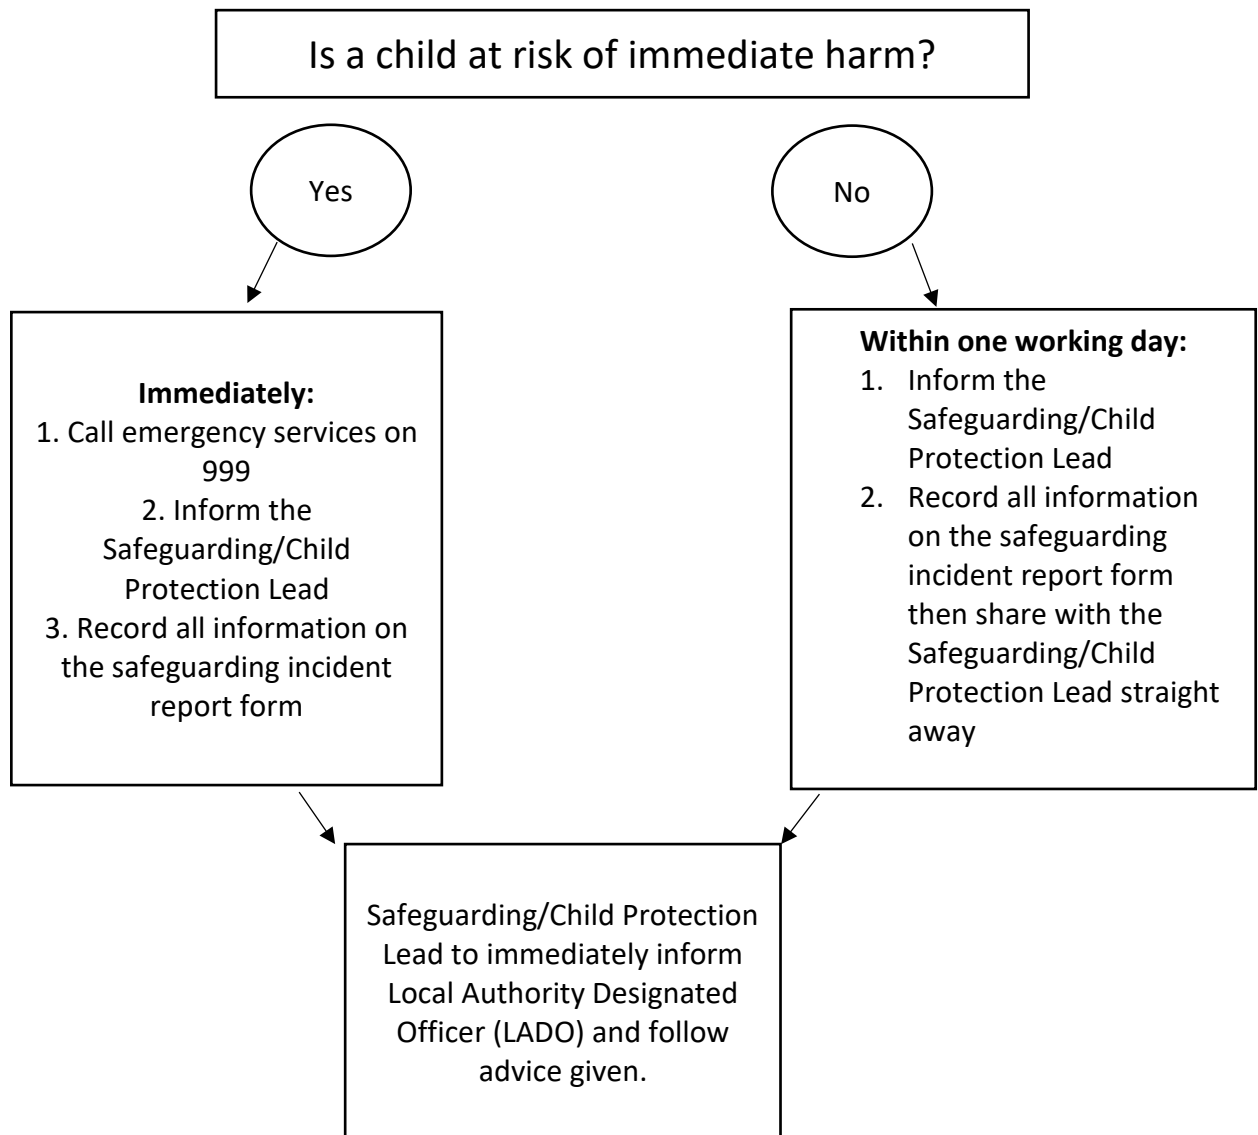 Is a child at risk of immediate harm?
Yes
No
Immediately:
1. Call emergency services on
999
2. Inform the
Safeguarding/Child
Protection Lead
3. Record all information on
the safeguarding incident
report form
Within one working day:
1. Inform the
Safeguarding/Child
Protection Lead
2. Record all information
on the safeguarding
incident report form
then share with the
Safeguarding/Child
Protection Lead straight
away
Safeguarding/Child Protection
Lead to immediately inform
Local Authority Designated
Officer (LADO) and follow
advice given.